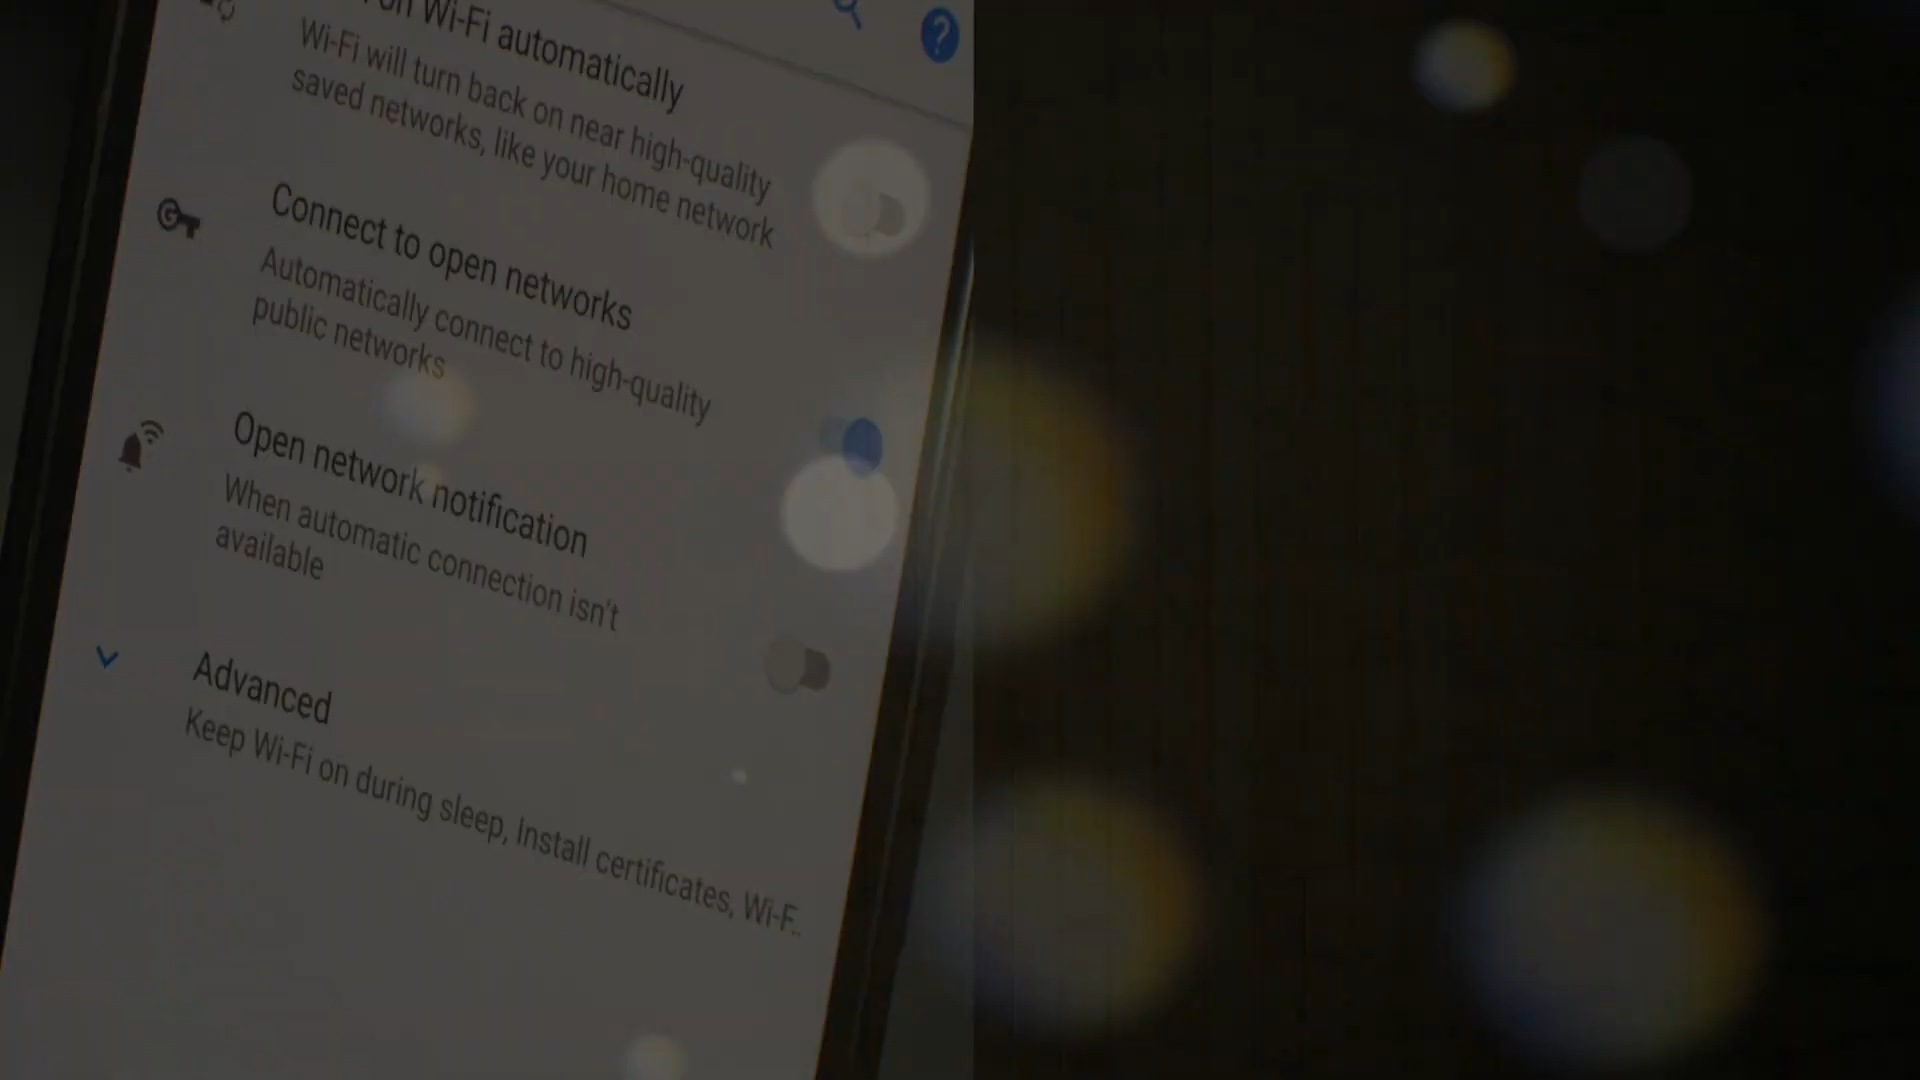 on Wi-Fi automatically
Wi-Fi will turn back on near high-quality
saved networks, like your home network
Connect to open networks
Automatically connect to high-quality
public networks
Open network notification
When automatic connection isn't
available
Advanced
Keep Wi-Fi on during sleep, Install certificates, Wi-F..